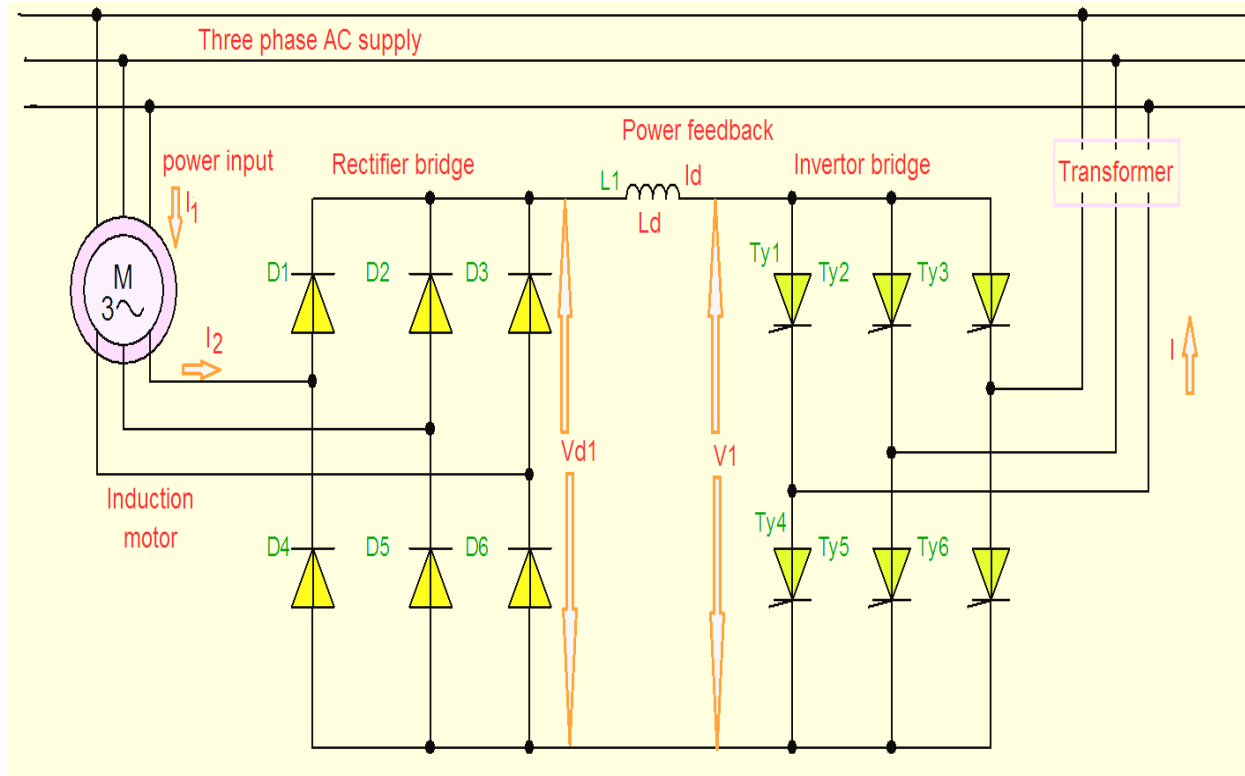 Three phase AC supply
Power feedback
power input
Rectifier bridge
Invertor bridge
Transformer
L1
Id
Ld
I1
M
3~
D1
D2
D3
Ty1
Ty2
Ty3
I2
I
Vd1
V1
Induction
motor
D4
D5
D6
Ty4
Ty5
Ty6